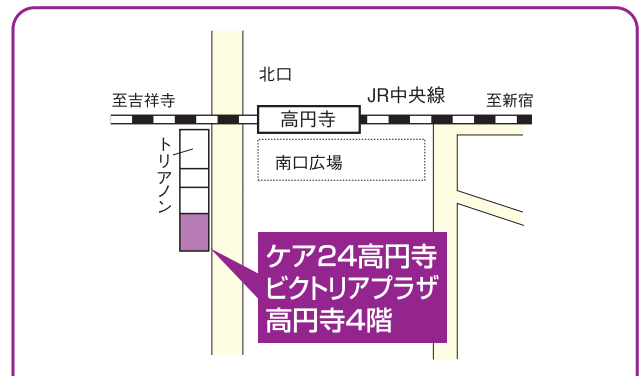 北口
JR中央線
至吉祥寺
至新宿
高円寺
南口広場
トリアノン
ケア24高円寺
ビクトリアプラザ
高円寺4階